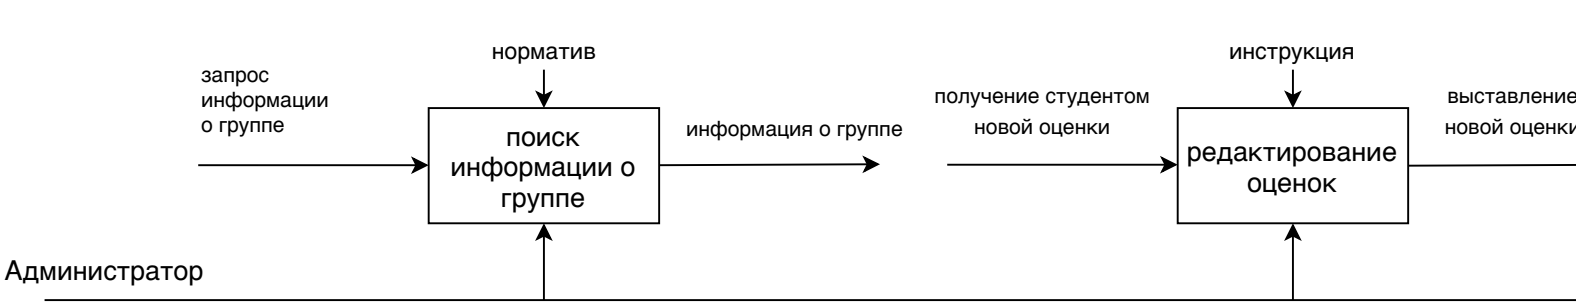 норматив
запрос
информации
о группе
поиск
информации о
группе
информация о группе
инструкция
получение студентом
новой оценки
редактирование
оценок
выставление
новой оценки
Администратор